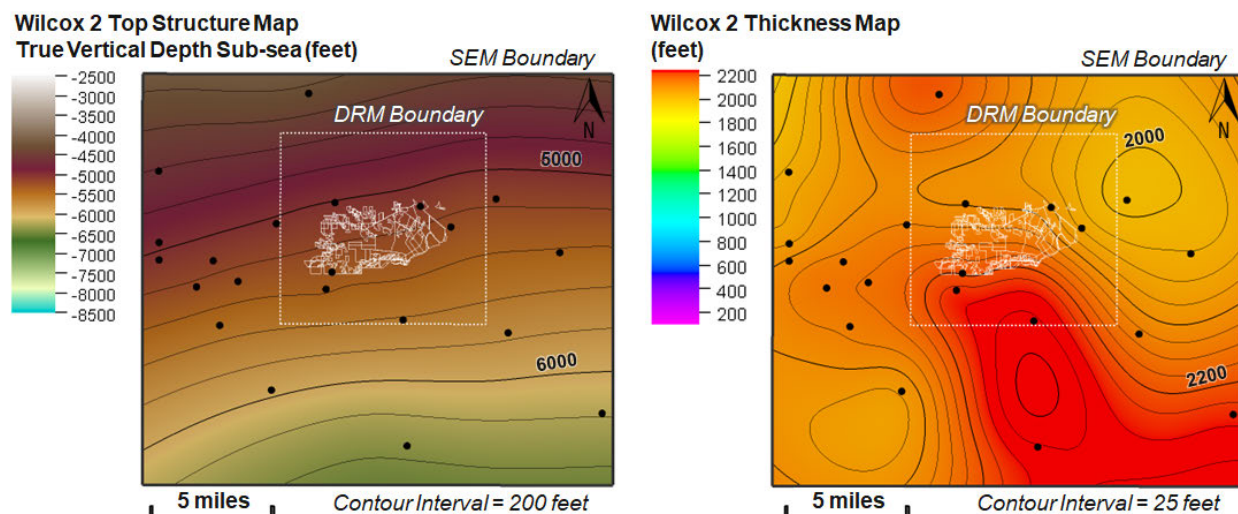 Wilcox 2 Top Structure Map
True Vertical Depth Sub-sea (feet)
SEM Boundary
-2500
-3000
-3500
-4000
-4500
-5000
-5500
-6000
-6500
-7000
-7500
-8000
-8500
DRM Boundary
N
5000
6000
5 miles
Contour Interval = 200 feet
Wilcox 2 Thickness Map
(feet)
SEM Boundary
2200
2000
1800
1600
1400
1200
1000
800
600
400
200
DRM Boundary
N
2000
2200
5 miles
Contour Interval = 25 feet